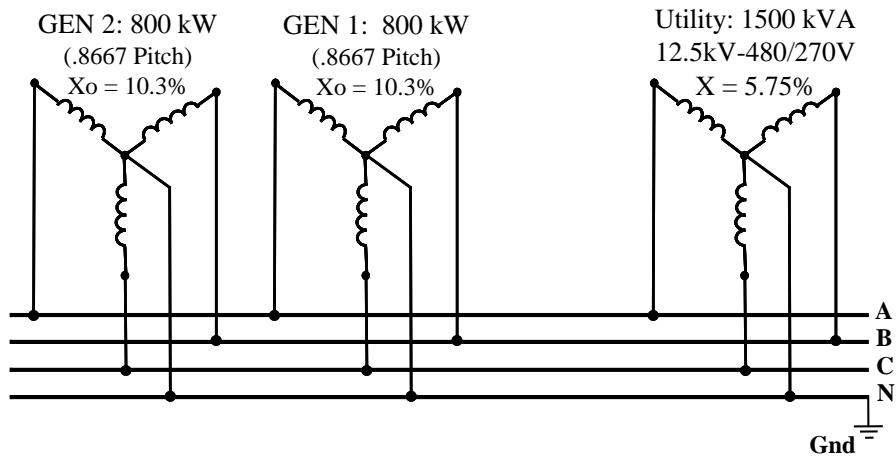 GEN 2: 800 kW
(.8667 Pitch)
Xo = 10.3%
GEN 1: 800 kW
(.8667 Pitch)
Xo = 10.3%
Utility: 1500 kVA
12.5kV-480/270V
X = 5.75%
A
B
C
N
Gnd